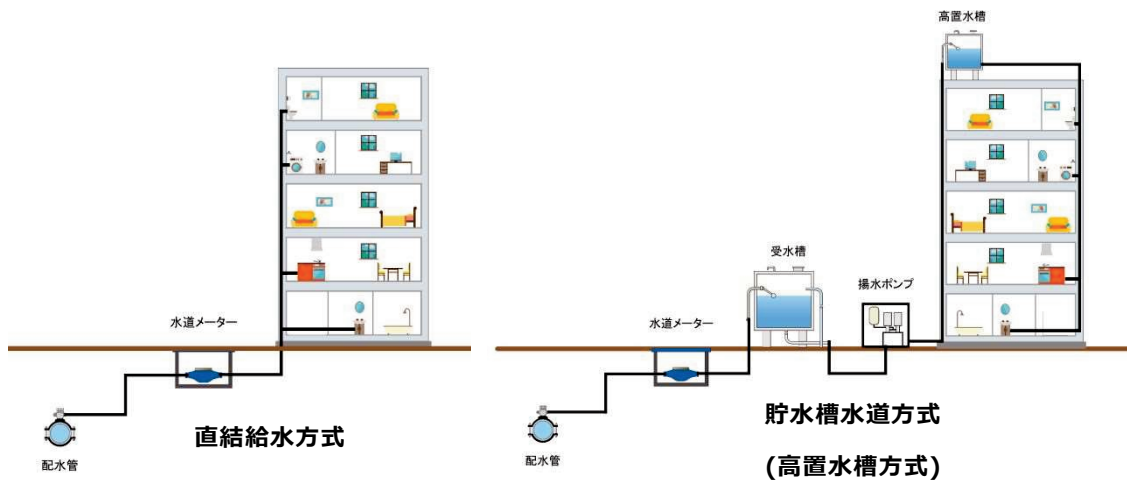 水道メーター
配水管
直結給水方式
高置水槽
受水槽
揚水ポンプ
水道メーター
配水管
貯水槽水道方式
(高置水槽方式)